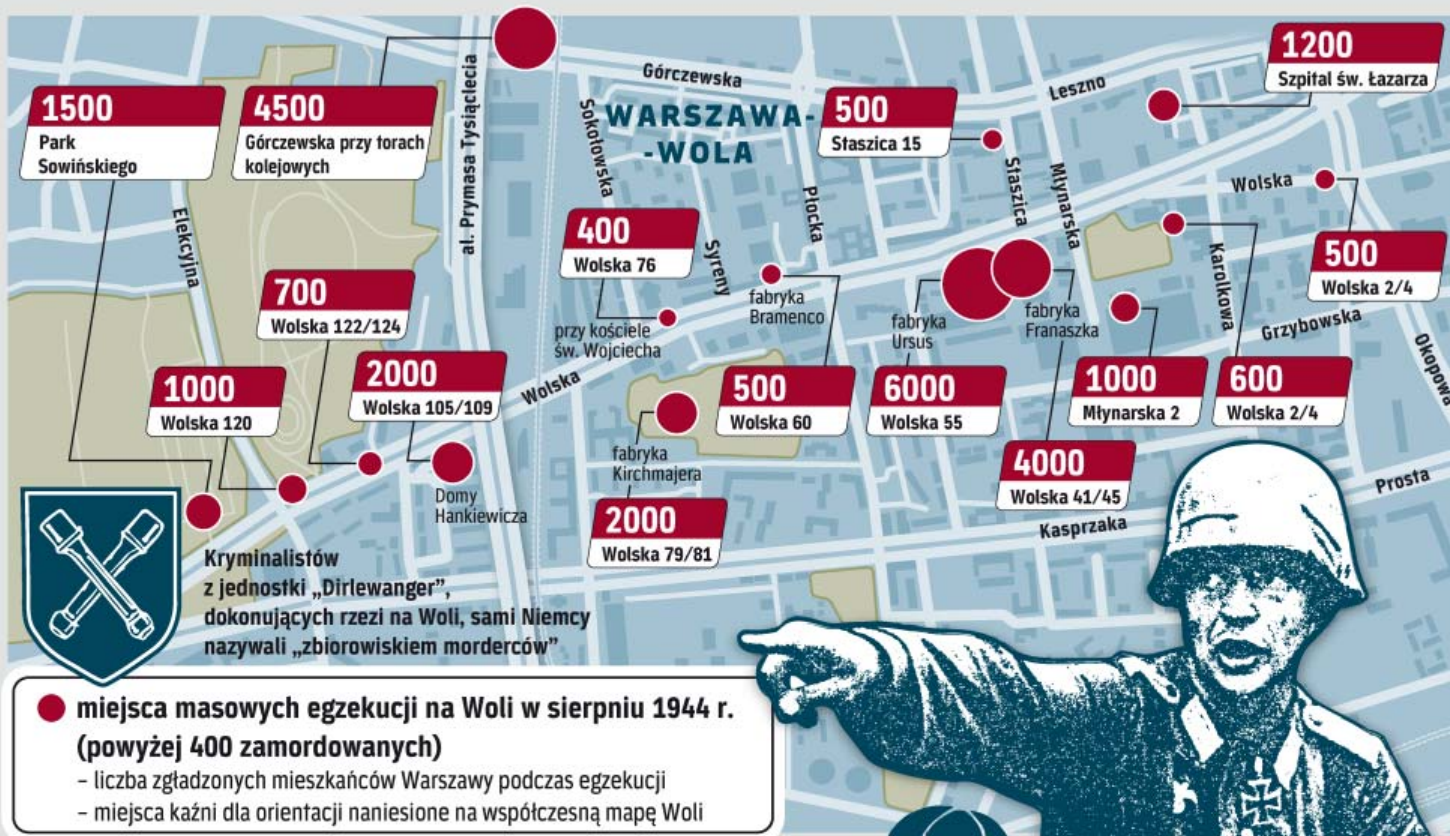 1500
Park
Sowińskiego
4500
Górczewska przy torach
kolejowych
al. Prymasa Tysiąclecia
Górczewska
Sokołowska
WARSZAWA-
-WOLA
500
Staszica 15
Leszno
1200
Szpital św. Łazarza
Elekcyjna
700
Wolska 122/124
400
Wolska 76
Syreny
Płocka
Staszica
Młynarska
Wolska
Karolkowa
500
Wolska 2/4
Grzybowska
Okopowa
1000
Wolska 120
2000
Wolska 105/109
Wolska
przy kościele
św. Wojciecha
fabryka
Bramenco
fabryka
Ursus
fabryka
Franaszka
500
Wolska 60
6000
Wolska 55
1000
Młynarska 2
600
Wolska 2/4
Domy
Hankiewicza
fabryka
Kirchmajera
2000
Wolska 79/81
4000
Wolska 41/45
Kasprzaka
Prosta
Kryminalistów
z jednostki „Dirlewanger”,
dokonujących rzezi na Woli, sami Niemcy
nazywali „zbiorowiskiem morderców”
miejsca masowych egzekucji na Woli w sierpniu 1944 r.
(powyżej 400 zamordowanych)
– liczba zgładzonych mieszkańców Warszawy podczas egzekucji
– miejsca kaźni dla orientacji naniesione na współczesną mapę Woli